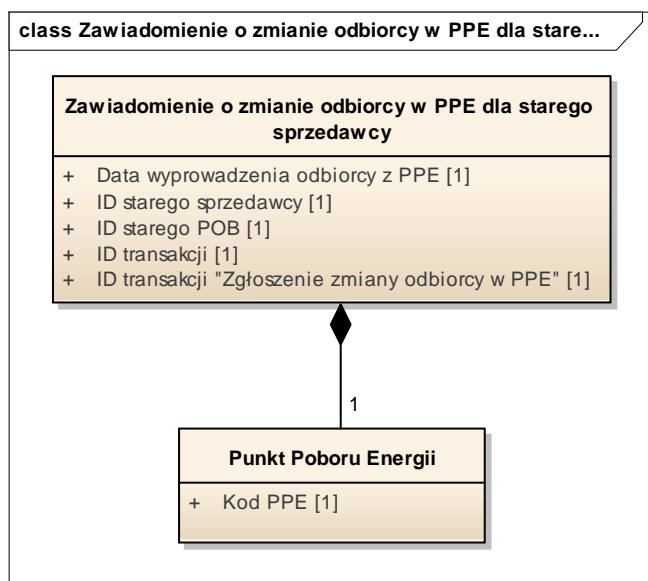 class Zawiadomienie o zmianie odbiorcy w PPE dla stare...
Zawiadomienie o zmianie odbiorcy w PPE dla starego
sprzedawcy
+ Data wyprowadzenia odbiorcy z PPE [1]
+ ID starego sprzedawcy [1]
+ ID starego POB [1]
+ ID transakcji [1]
+ ID transakcji "Zgłoszenie zmiany odbiorcy w PPE" [1]
1
Punkt Poboru Energii
+ Kod PPE [1]